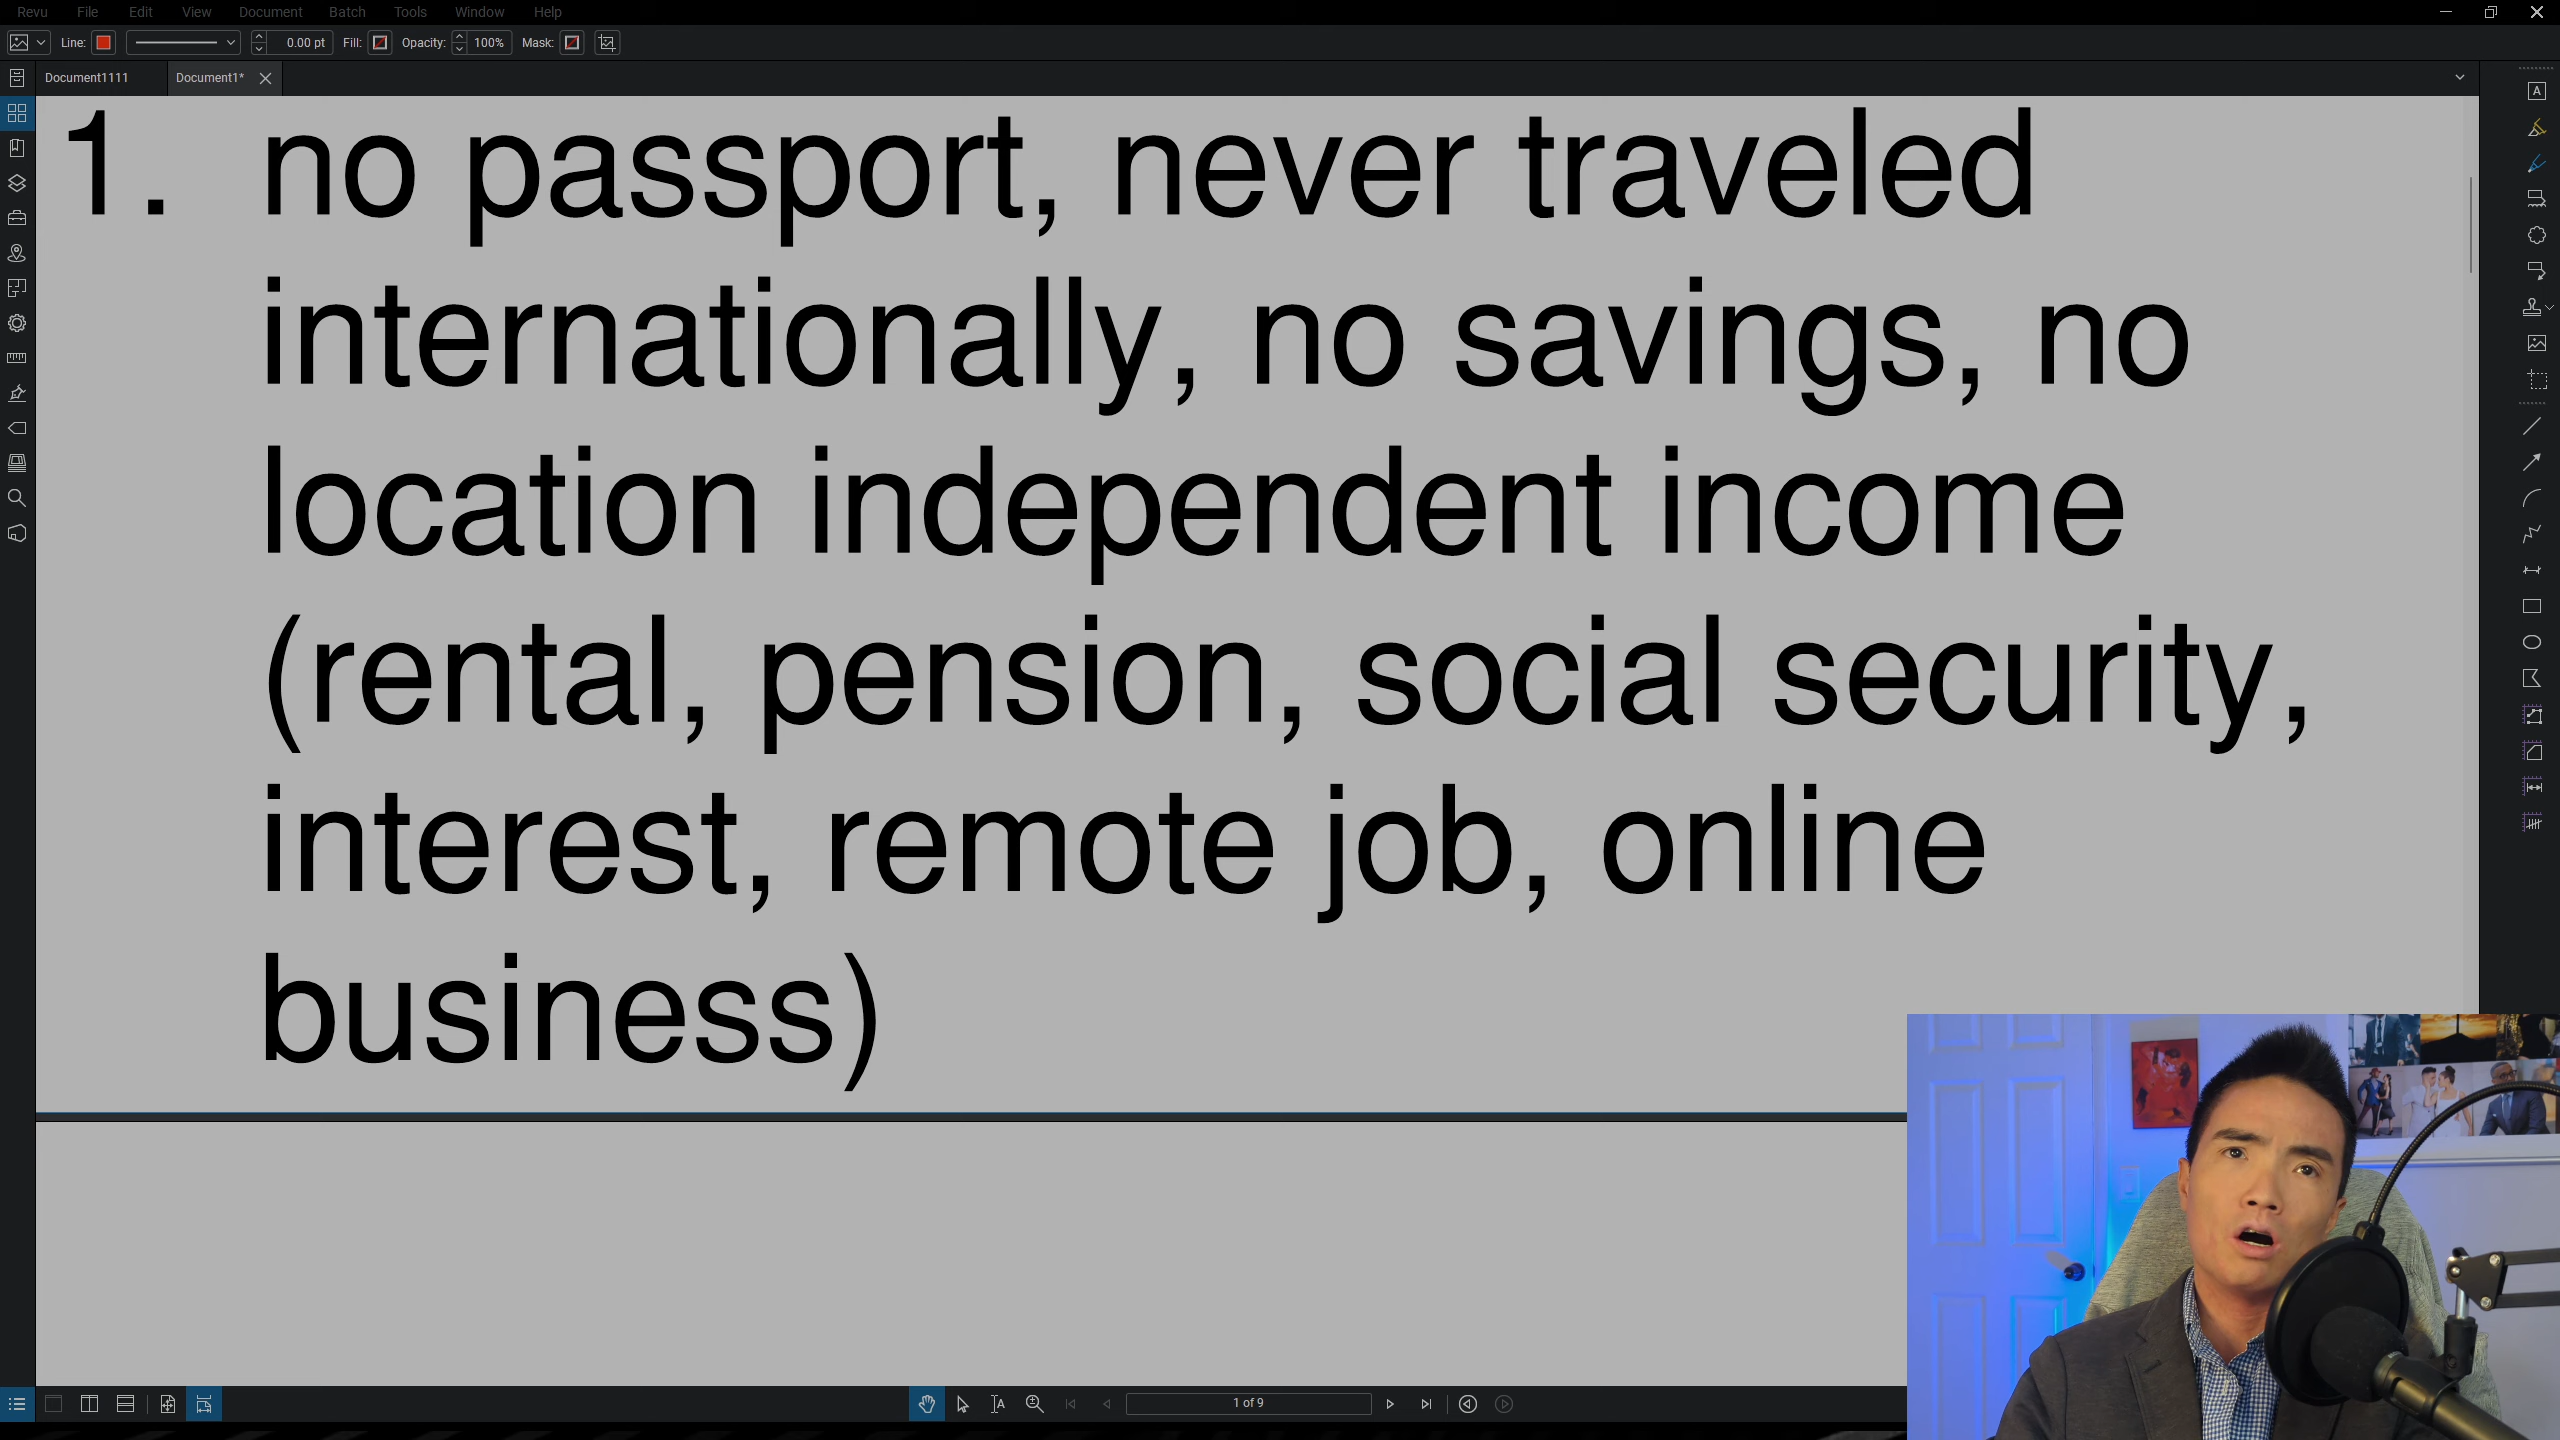 Revu File Edit View Document Batch Tools Window Help
Line: 0.00 pt Fill: Opacity: 100% Mask:
Document1111 Document1*
1. no passport, never traveled
internationally, no savings, no
location independent income
(rental, pension, social security,
interest, remote job, online
business)
1 of 9